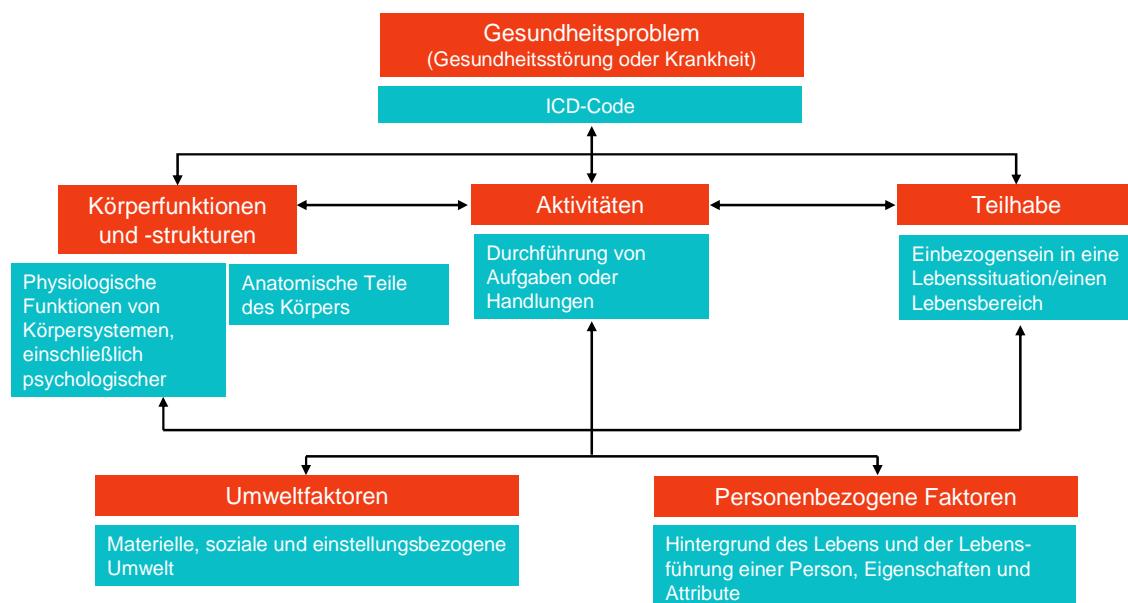 Gesundheitsproblem
(Gesundheitsstörung oder Krankheit)
ICD-Code
Körperfunktionen
und -strukturen
Aktivitäten
Teilhabe
Physiologische
Funktionen von
Körpersystemen,
einschließlich
psychologischer
Anatomische Teile
des Körpers
Durchführung von
Aufgaben oder
Handlungen
Einbezogensein in eine
Lebenssituation/einen
Lebensbereich
Umweltfaktoren
Personenbezogene Faktoren
Materielle, soziale und einstellungsbezogene
Umwelt
Hintergrund des Lebens und der Lebens-
führung einer Person, Eigenschaften und
Attribute